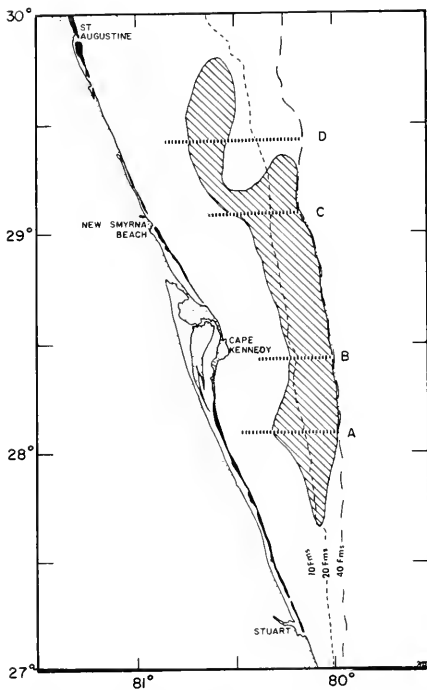 30°
ST
AUGUSTINE
D
C
29°
NEW SMYRNA
BEACH
CAPE
KENNEDY
B
A
28°
10 Fms
20 Fms
40 Fms
STUART
27°
81°
80°